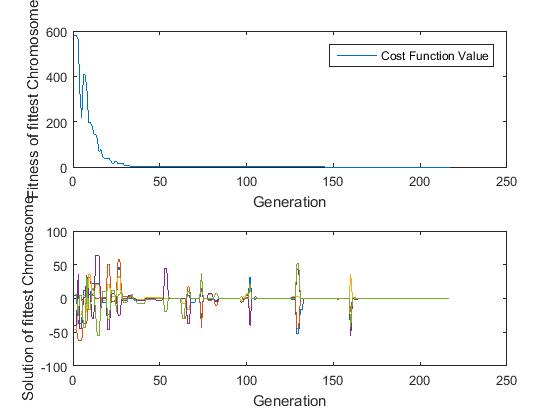 Fitness of fittest Chromosome
600
400
200
0
Cost Function Value
0 50 100 150 200 250
Generation
Solution of fittest Chromosome
100
50
0
-50
-100
0 50 100 150 200 250
Generation